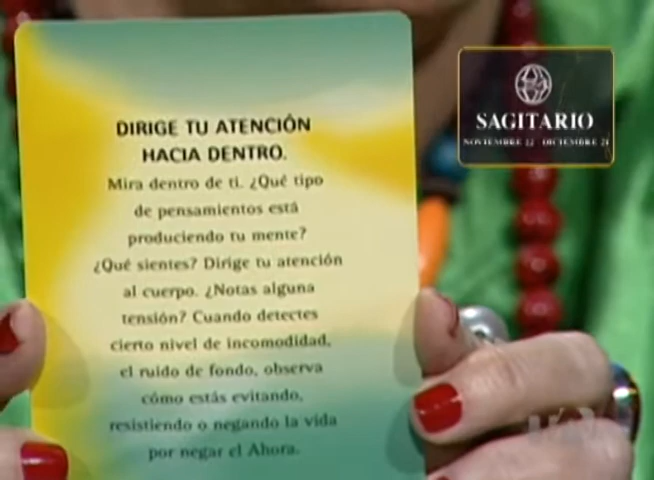 DIRIGE TU ATENCIÓN
HACIA DENTRO.
Mira dentro de ti. ¿Qué tipo
de pensamientos está
produciendo tu mente?
¿Qué sientes? Dirige tu atención
al cuerpo. ¿Notas alguna
tensión? Cuando detectes
cierto nivel de incomodidad,
el ruido de fondo, observa
cómo estás evitando,
resistiendo o negando la vida
por negar el Ahora.
SAGITARIO
NOVIEMBRE 22 DICIEMBRE 21